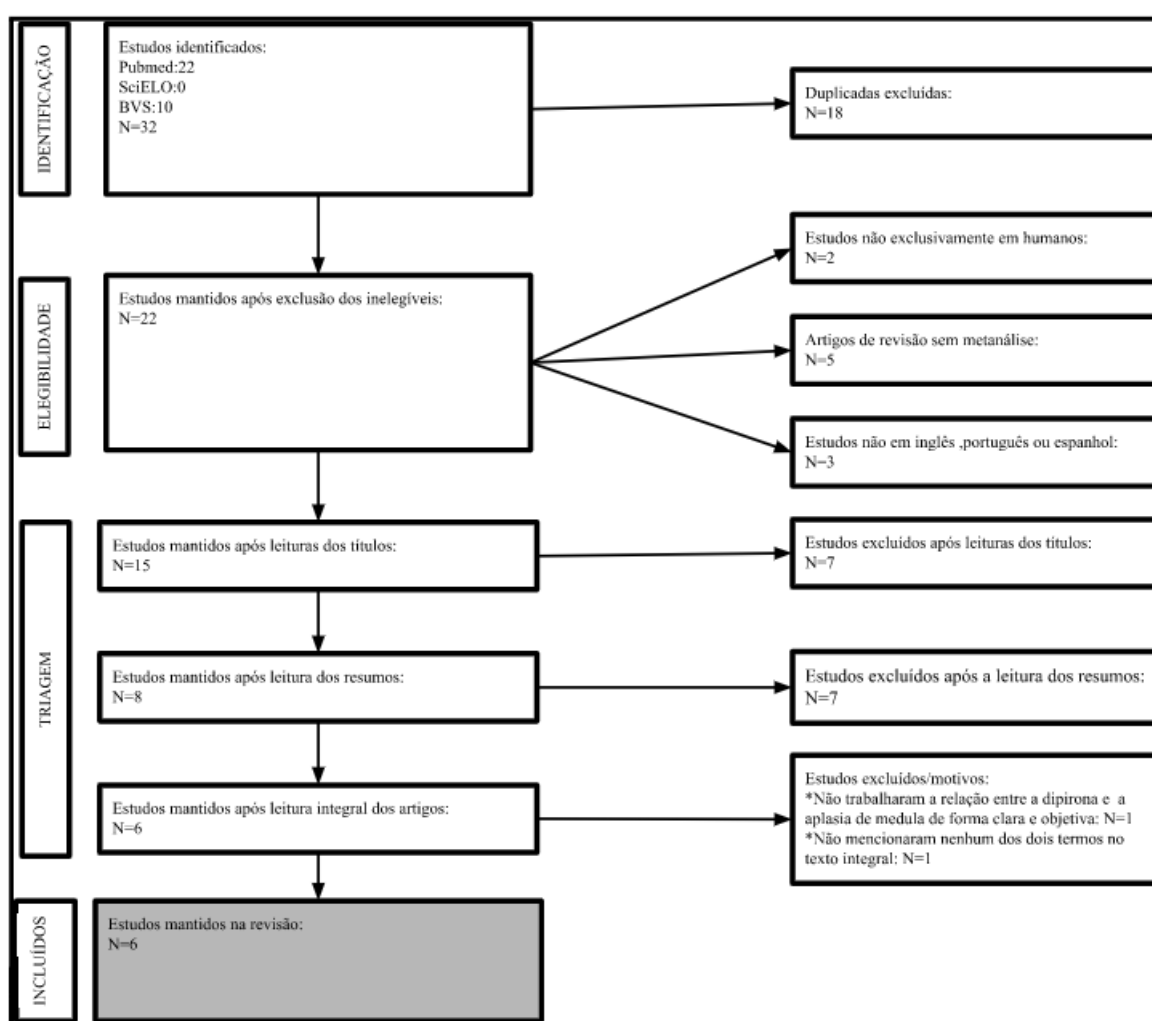 IDENTIFICAÇÃO
Estudos identificados:
Pubmed:22
SciELO:0
BVS:10
N=32
Duplicadas excluídas:
N=18
ELEGIBILIDADE
Estudos mantidos após exclusão dos inelegíveis:
N=22
Estudos não exclusivamente em humanos:
N=2
Artigos de revisão sem metanálise:
N=5
Estudos não em inglês ,português ou espanhol:
N=3
TRIAGEM
Estudos mantidos após leituras dos títulos:
N=15
Estudos excluídos após leituras dos títulos:
N=7
Estudos mantidos após leitura dos resumos:
N=8
Estudos excluídos após a leitura dos resumos:
N=7
Estudos mantidos após leitura integral dos artigos:
N=6
Estudos excluídos/motivos:
*Não trabalharam a relação entre a dipirona e a
aplasia de medula de forma clara e objetiva: N=1
*Não mencionaram nenhum dos dois termos no
texto integral: N=1
INCLUÍDOS
Estudos mantidos na revisão:
N=6